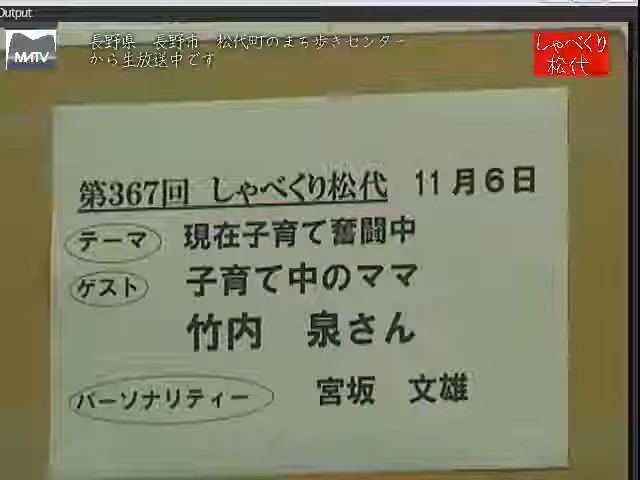 Output
MATV
長野県 長野市 松代町のまち歩きセンター
から生放送中です
しゃべくり
松代
第367回 しゃべくり松代 11月6日
テーマ 現在子育て奮闘中
ゲスト 子育て中のママ
竹内 泉さん
パーソナリティー 宮坂 文雄